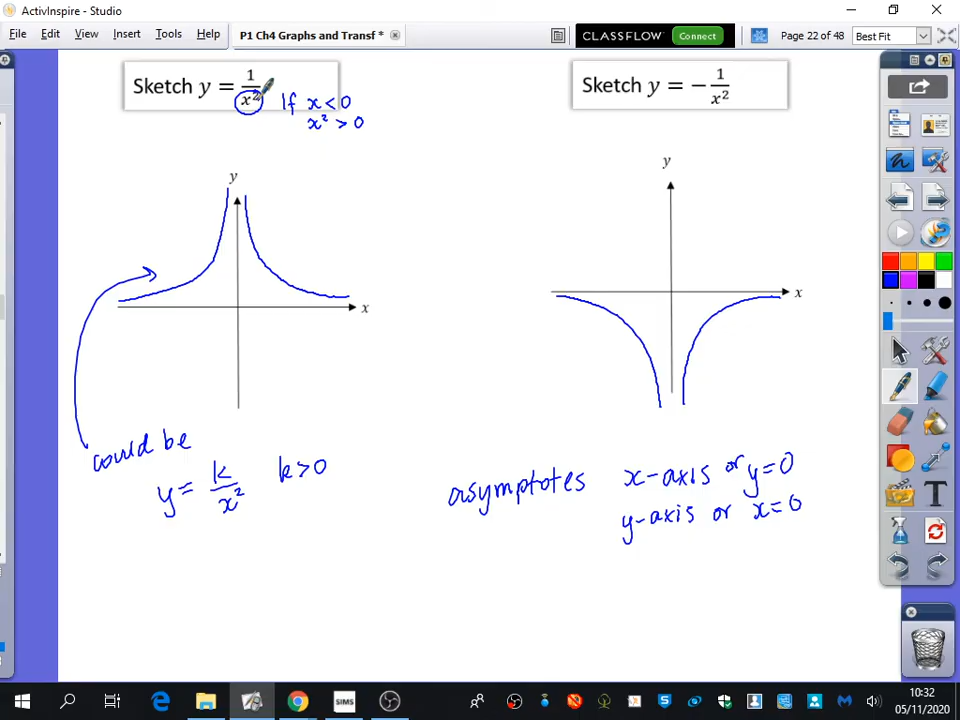 ActivInspire - Studio
File Edit View Insert Tools Help
P1 Ch4 Graphs and Transf *
CLASSFLOW Connect
Page 22 of 48
Best Fit
Sketch y = 1/x²
If x < 0
x² > 0
Sketch y = − 1/x²
y
x
y
x
could be
y = k/x² k > 0
asymptotes x-axis or y=0
y-axis or x=0
SIMS
10:32
05/11/2020